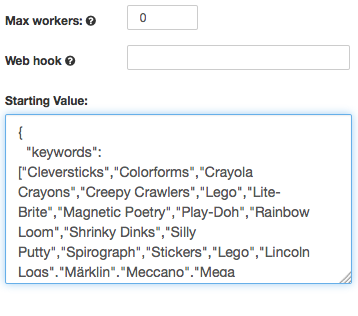 Max workers:
0
Web hook
Starting Value:
{
"keywords":
["Cleversticks","Colorforms","Crayola
Crayons","Creepy Crawlers","Lego","Lite-
Brite","Magnetic Poetry","Play-Doh","Rainbow
Loom","Shrinky Dinks","Silly
Putty","Spirograph","Stickers","Lego","Lincoln
Logs","Märklin","Meccano","Mega